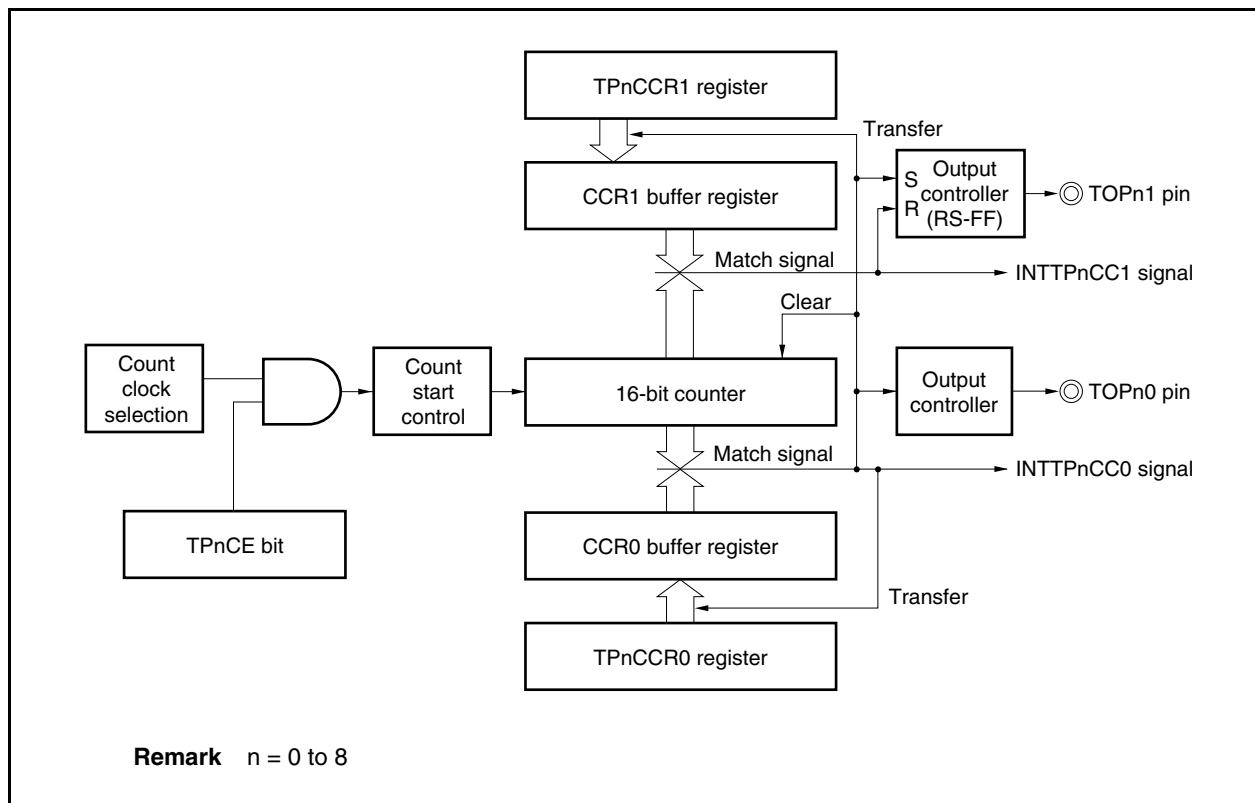 TPnCCR1 register
Transfer
CCR1 buffer register
S
R
Output
controller
(RS-FF)
TOPn1 pin
Match signal
INTTPnCC1 signal
Clear
Count
clock
selection
Count
start
control
16-bit counter
Output
controller
TOPn0 pin
Match signal
INTTPnCC0 signal
TPnCE bit
CCR0 buffer register
Transfer
TPnCCR0 register
Remark n = 0 to 8